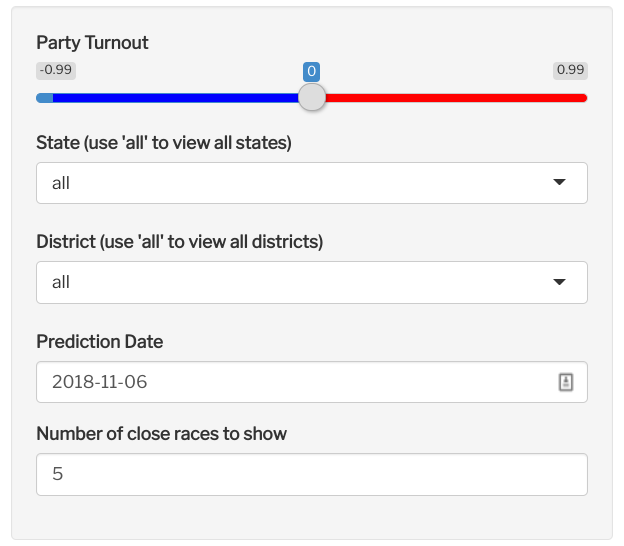 Party Turnout
-0.99 0 0.99
State (use 'all' to view all states)
all
District (use 'all' to view all districts)
all
Prediction Date
2018-11-06
Number of close races to show
5